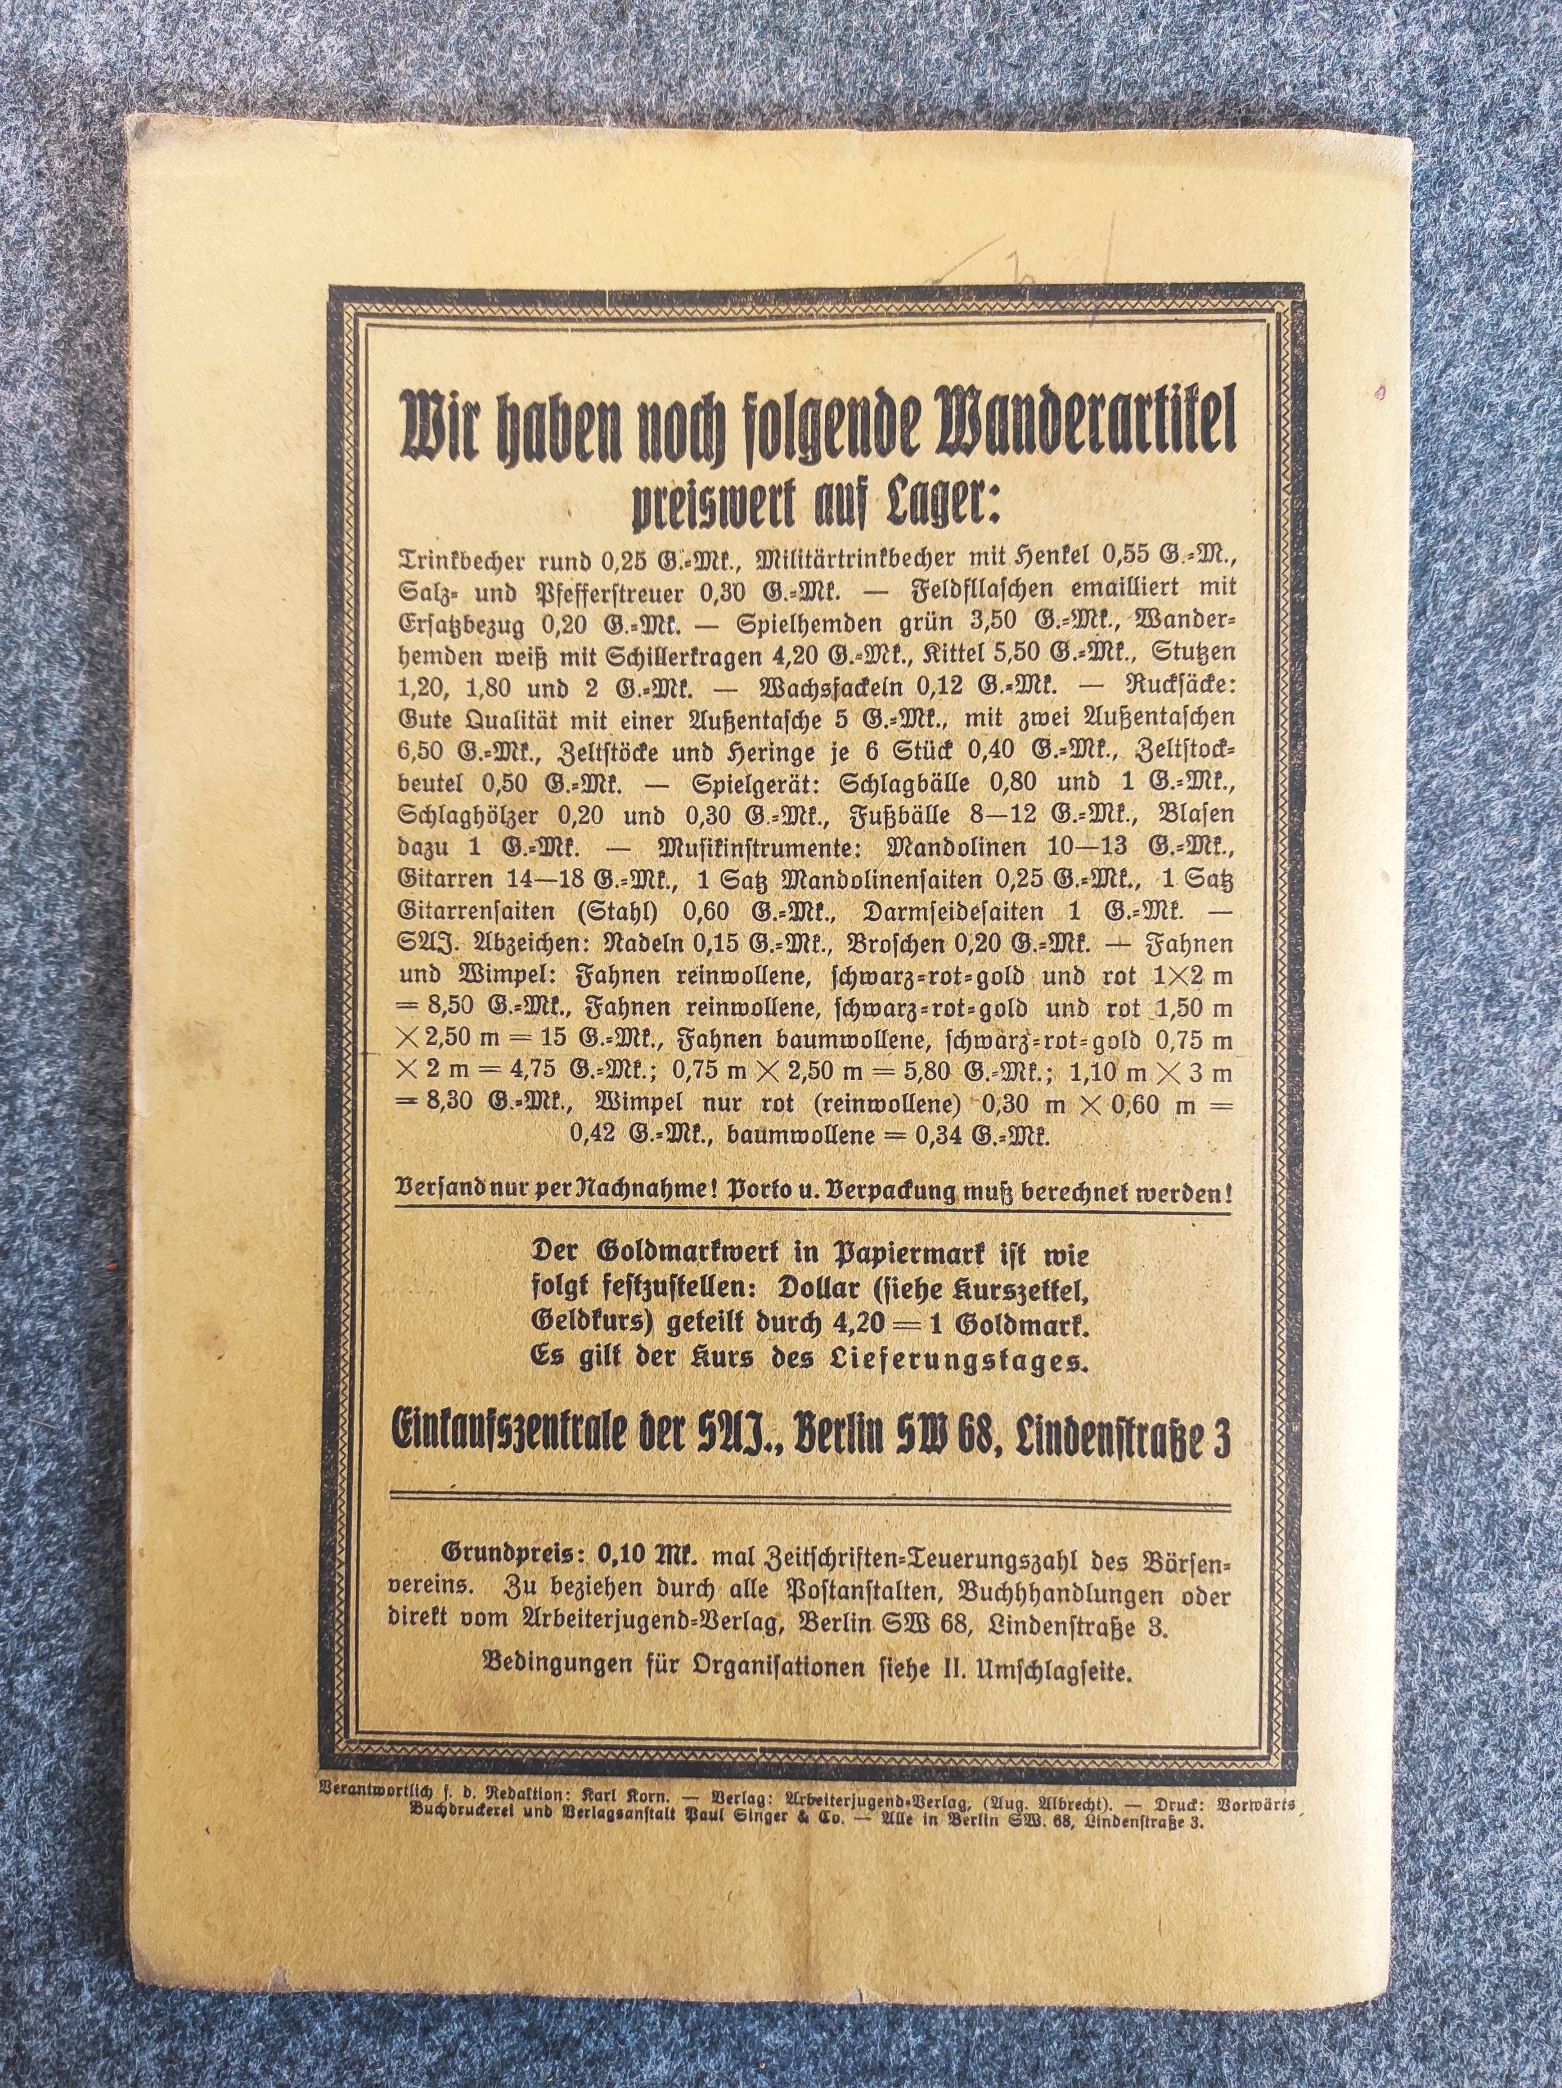 Wir haben noch folgende Wanderartikel
preiswert auf Lager:
Trinkbecher rund 0,25 G.-Mk., Militärtrinkbecher mit Henkel 0,55 G.-M.,
Salz- und Pfefferstreuer 0,30 G.-Mk. — Feldfllaschen emailliert mit
Ersatzbezug 0,20 G.-Mk. — Spielhemden grün 3,50 G.-Mk., Wander-
hemden weiß mit Schillerkragen 4,20 G.-Mk., Kittel 5,50 G.-Mk., Stutzen
1,20, 1,80 und 2 G.-Mk. — Wachsfackeln 0,12 G.-Mk. — Rucksäcke:
Gute Qualität mit einer Außentasche 5 G.-Mk., mit zwei Außentaschen
6,50 G.-Mk., Zeltstöcke und Heringe je 6 Stück 0,40 G.-Mk., Zeltstock-
beutel 0,50 G.-Mk. — Spielgerät: Schlagbälle 0,80 und 1 G.-Mk.,
Schlaghölzer 0,20 und 0,30 G.-Mk., Fußbälle 8—12 G.-Mk., Blasen
dazu 1 G.-Mk. — Musikinstrumente: Mandolinen 10—13 G.-Mk.,
Gitarren 14—18 G.-Mk., 1 Satz Mandolinensaiten 0,25 G.-Mk., 1 Satz
Gitarrensaiten (Stahl) 0,60 G.-Mk., Darmseidesaiten 1 G.-Mk. —
SAJ. Abzeichen: Nadeln 0,15 G.-Mk., Broschen 0,20 G.-Mk. — Fahnen
und Wimpel: Fahnen reinwollene, schwarz-rot-gold und rot 1×2 m
= 8,50 G.-Mk., Fahnen reinwollene, schwarz-rot-gold und rot 1,50 m
× 2,50 m = 15 G.-Mk., Fahnen baumwollene, schwarz-rot-gold 0,75 m
× 2 m = 4,75 G.-Mk.; 0,75 m × 2,50 m = 5,80 G.-Mk.; 1,10 m × 3 m
= 8,30 G.-Mk., Wimpel nur rot (reinwollene) 0,30 m × 0,60 m =
0,42 G.-Mk., baumwollene = 0,34 G.-Mk.
Versand nur per Nachnahme! Porto u. Verpackung muß berechnet werden!
Der Goldmarkwert in Papiermark ist wie
folgt festzustellen: Dollar (siehe Kurszettel,
Geldkurs) geteilt durch 4,20 = 1 Goldmark.
Es gilt der Kurs des Lieferungstages.
Einkaufszentrale der SAJ., Berlin SW 68, Lindenstraße 3
Grundpreis: 0,10 Mk. mal Zeitschriften-Teuerungszahl des Börsen-
vereins. Zu beziehen durch alle Postanstalten, Buchhhandlungen oder
direkt vom Arbeiterjugend-Verlag, Berlin SW 68, Lindenstraße 3.
Bedingungen für Organisationen siehe II. Umschlagseite.
Verantwortlich f. d. Redaktion: Karl Korn. — Verlag: Arbeiterjugend-Verlag, (Aug. Albrecht). — Druck: Vorwärts
Buchdruckerei und Verlagsanstalt Paul Singer & Co. — Alle in Berlin SW. 68, Lindenstraße 3.